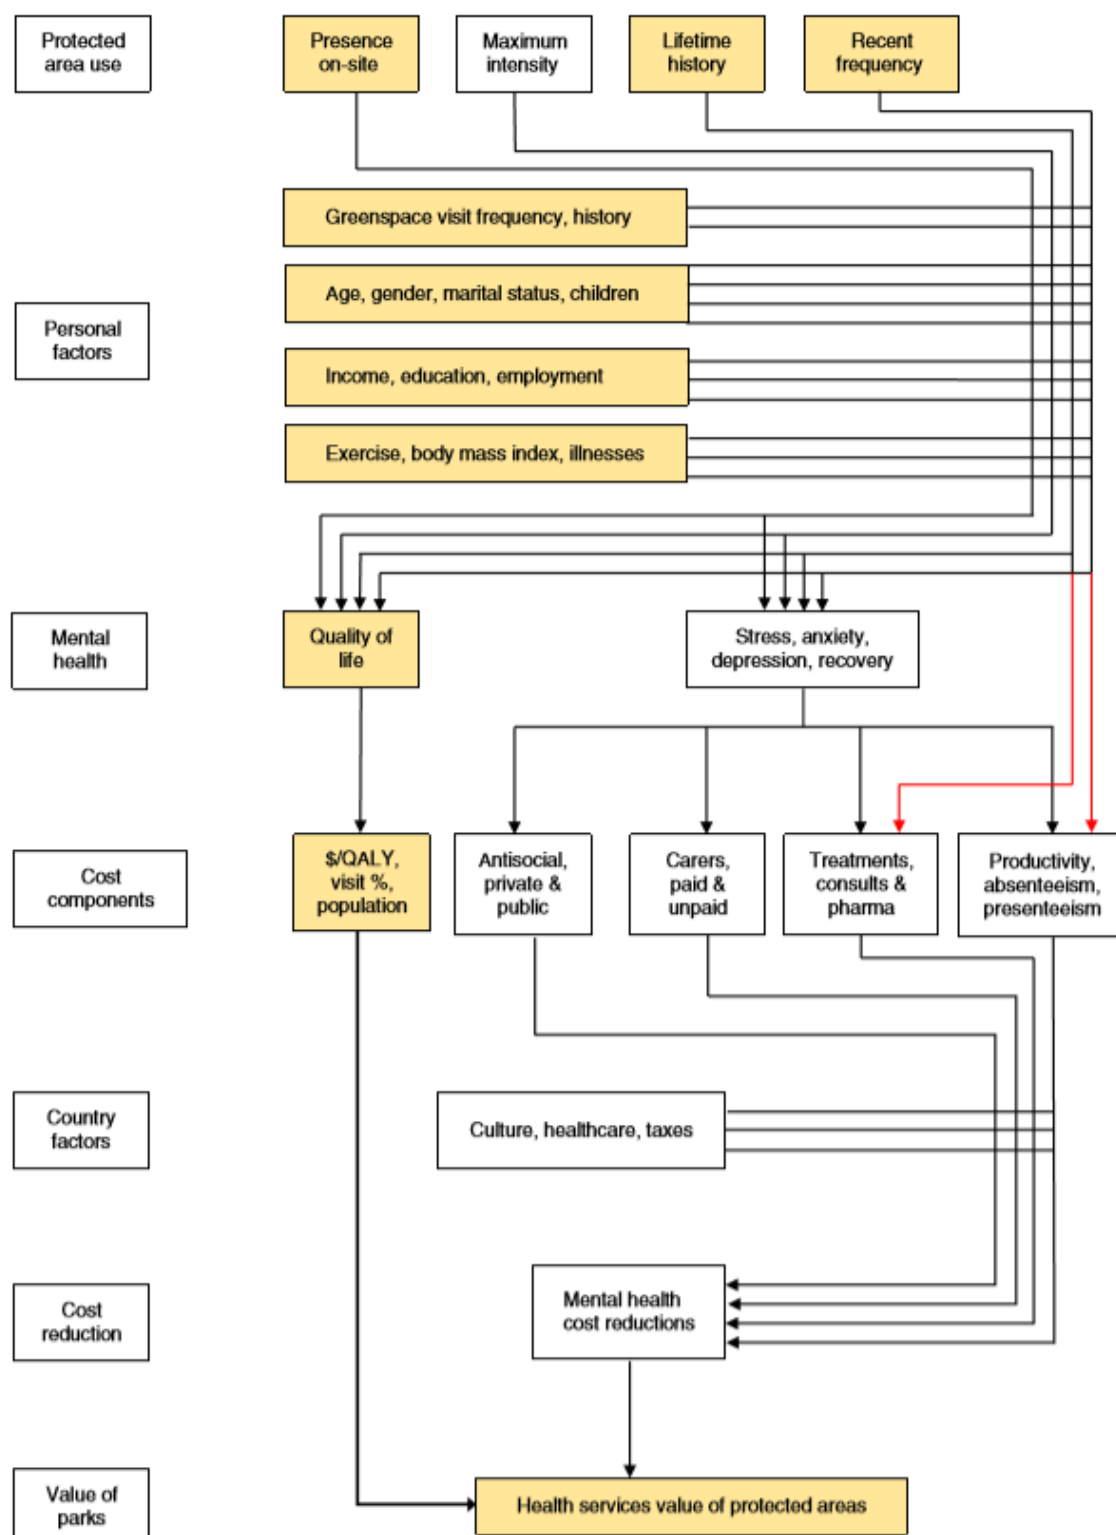 Protected
area use
Presence
on-site
Maximum
intensity
Lifetime
history
Recent
frequency
Greenspace visit frequency, history
Age, gender, marital status, children
Personal
factors
Income, education, employment
Exercise, body mass index, illnesses
Mental
health
Quality of
life
Stress, anxiety,
depression, recovery
Cost
components
$/QALY,
visit %,
population
Antisocial,
private &
public
Carers,
paid &
unpaid
Treatments,
consults &
pharma
Productivity,
absenteeism,
presenteeism
Country
factors
Culture, healthcare, taxes
Cost
reduction
Mental health
cost reductions
Value of
parks
Health services value of protected areas